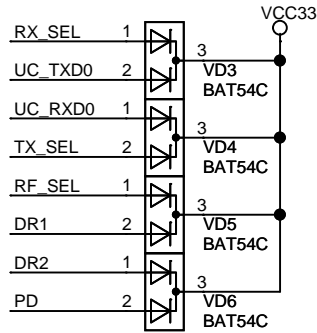 VCC33
RX_SEL 1
3
UC_TXD0 2 VD3
BAT54C
UC_RXD0 1
3
TX_SEL 2 VD4
BAT54C
RF_SEL 1
3
DR1 2 VD5
BAT54C
DR2 1
3
PD 2 VD6
BAT54C